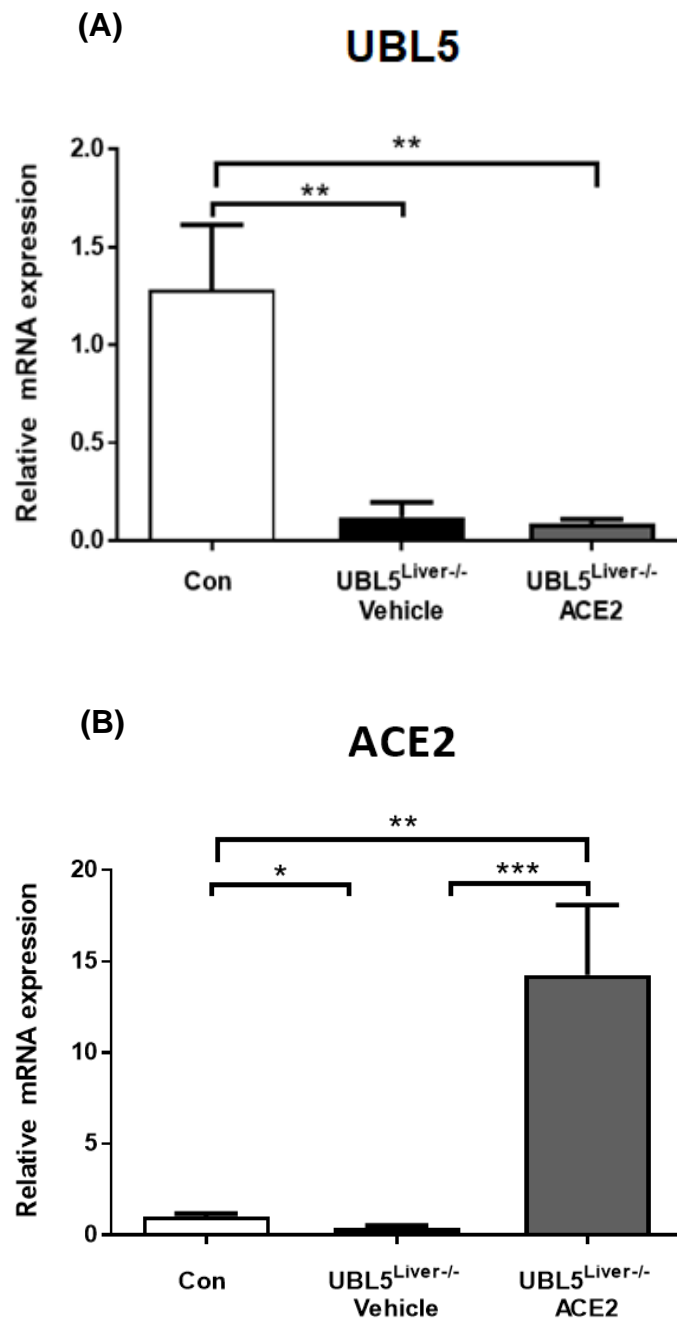 (A)
UBL5
Relative mRNA expression
2.0
1.5
1.0
0.5
0.0
**
**
Con
UBL5Liver-/-
Vehicle
UBL5Liver-/-
ACE2
(B)
ACE2
Relative mRNA expression
20
15
10
5
0
**
*
***
Con
UBL5Liver-/-
Vehicle
UBL5Liver-/-
ACE2